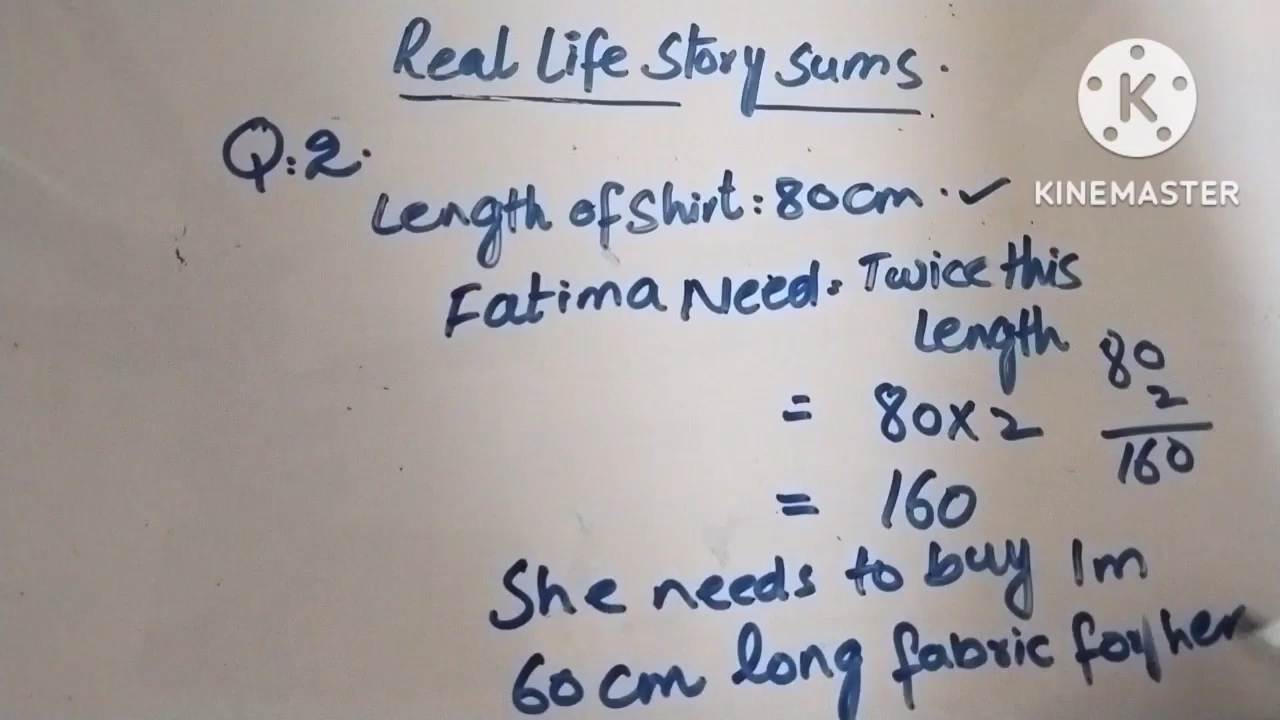 Real Life Story Sums.
Q:2.
Length of Shirt: 80cm.✓
Fatima Need: Twice this
Length
= 80x2
80
2
160
= 160
She needs to buy 1m
60cm long fabric for her
K
KINEMASTER